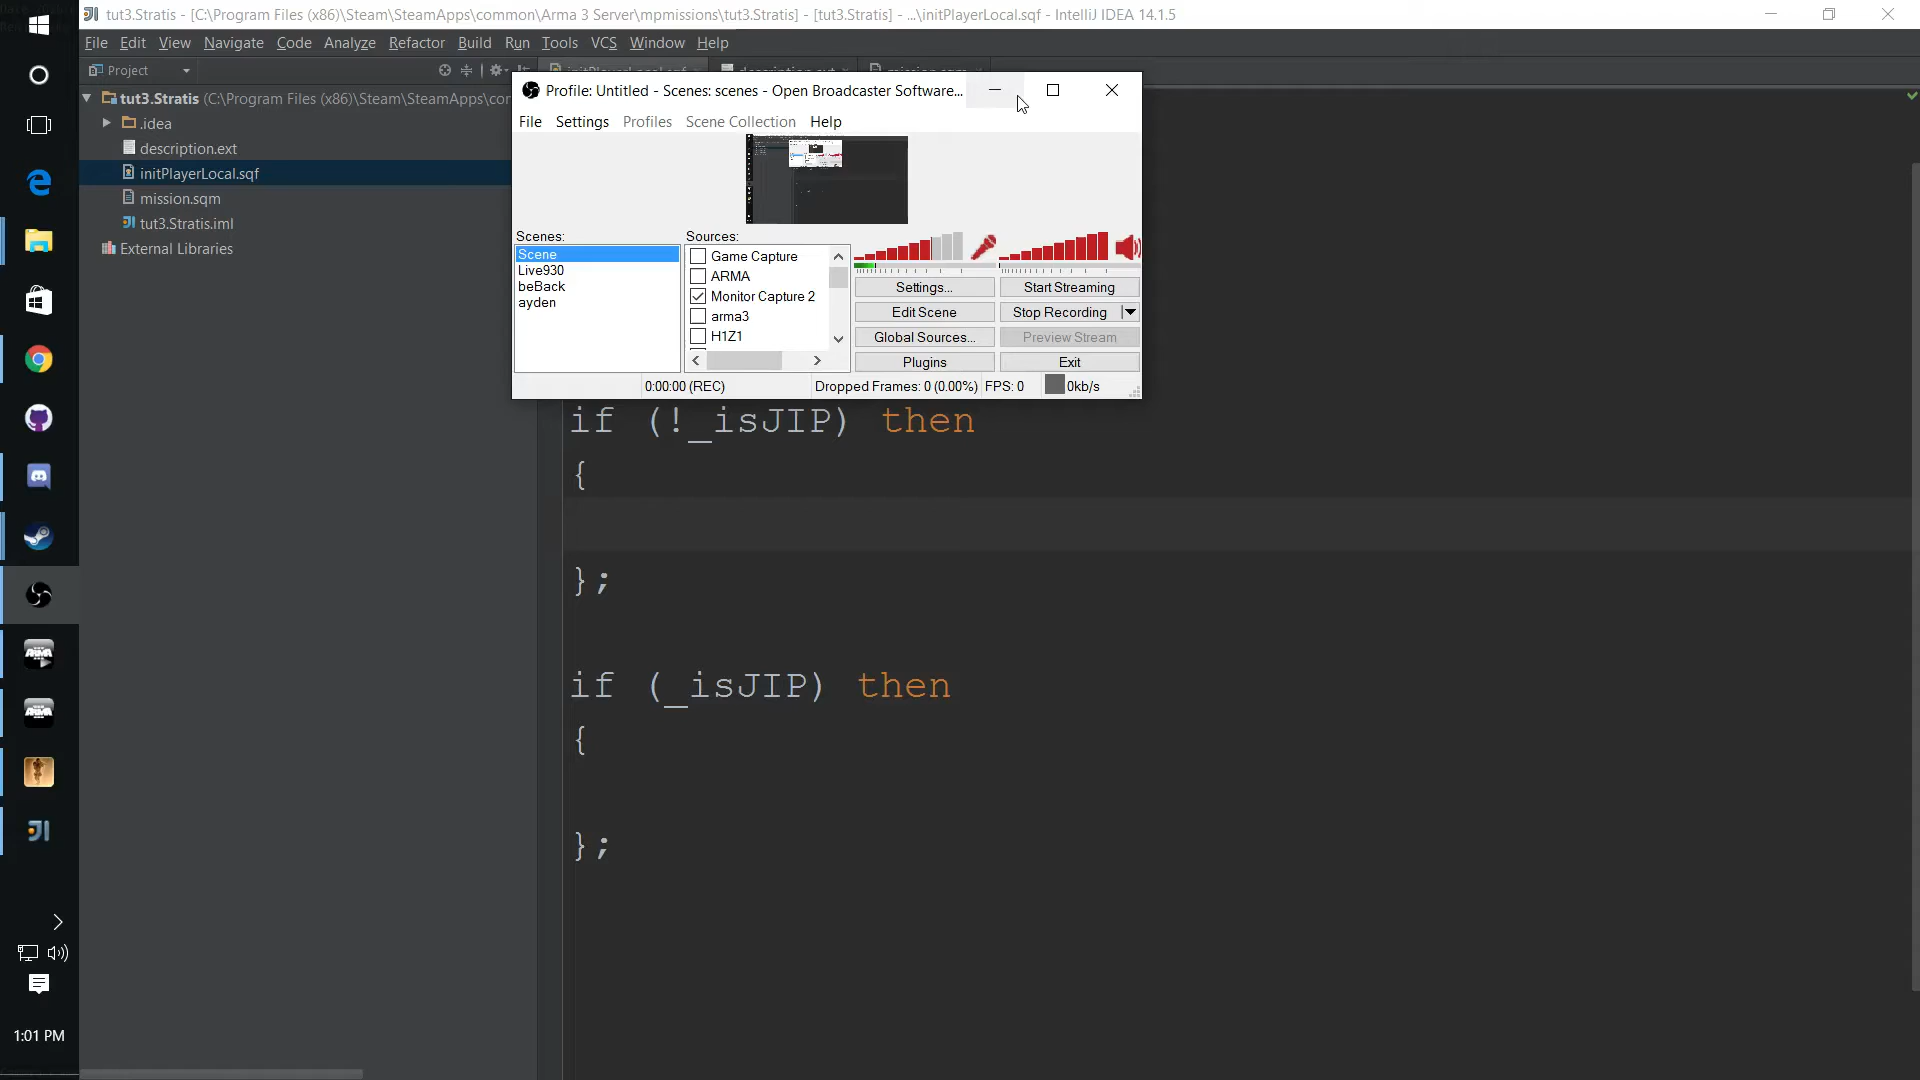 tut3.Stratis - [C:\Program Files (x86)\Steam\SteamApps\common\Arma 3 Server\mpmissions\tut3.Stratis] - [tut3.Stratis] - ...\initPlayerLocal.sqf - IntelliJ IDEA 14.1.5
File Edit View Navigate Code Analyze Refactor Build Run Tools VCS Window Help
Project
tut3.Stratis (C:\Program Files (x86)\Steam\SteamApps\cor
.idea
description.ext
initPlayerLocal.sqf
mission.sqm
tut3.Stratis.iml
External Libraries
Profile: Untitled - Scenes: scenes - Open Broadcaster Software...
File Settings Profiles Scene Collection Help
Scenes:
Scene
Live930
beBack
ayden
Sources:
Game Capture
ARMA
Monitor Capture 2
arma3
H1Z1
Settings...
Start Streaming
Edit Scene
Stop Recording
Global Sources...
Preview Stream
Plugins
Exit
0:00:00 (REC)
Dropped Frames: 0 (0.00%)
FPS: 0
0kb/s
if (!_isJIP) then
{
};
if (_isJIP) then
{
};
1:01 PM